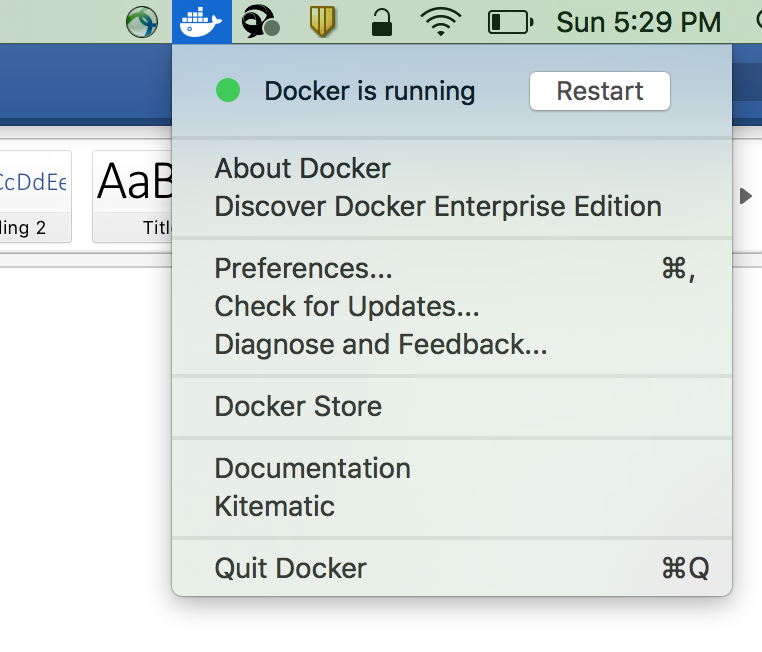 Sun 5:29 PM
Docker is running
Restart
CcDdEe
AaB
ling 2
Title
About Docker
Discover Docker Enterprise Edition
Preferences... ⌘,
Check for Updates...
Diagnose and Feedback...
Docker Store
Documentation
Kitematic
Quit Docker ⌘Q